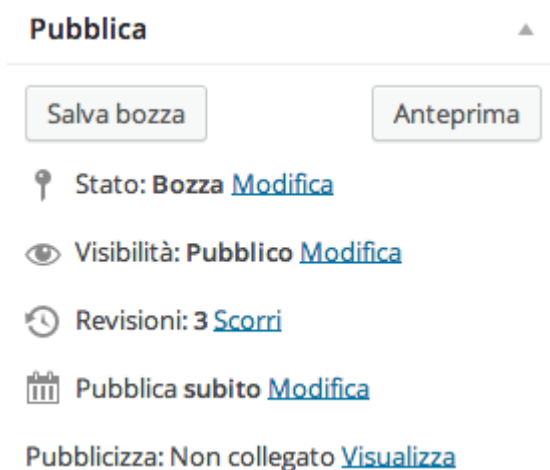 Pubblica
Salva bozza Anteprima
Stato: Bozza Modifica
Visibilità: Pubblico Modifica
Revisioni: 3 Scorri
Pubblica subito Modifica
Pubblicizza: Non collegato Visualizza